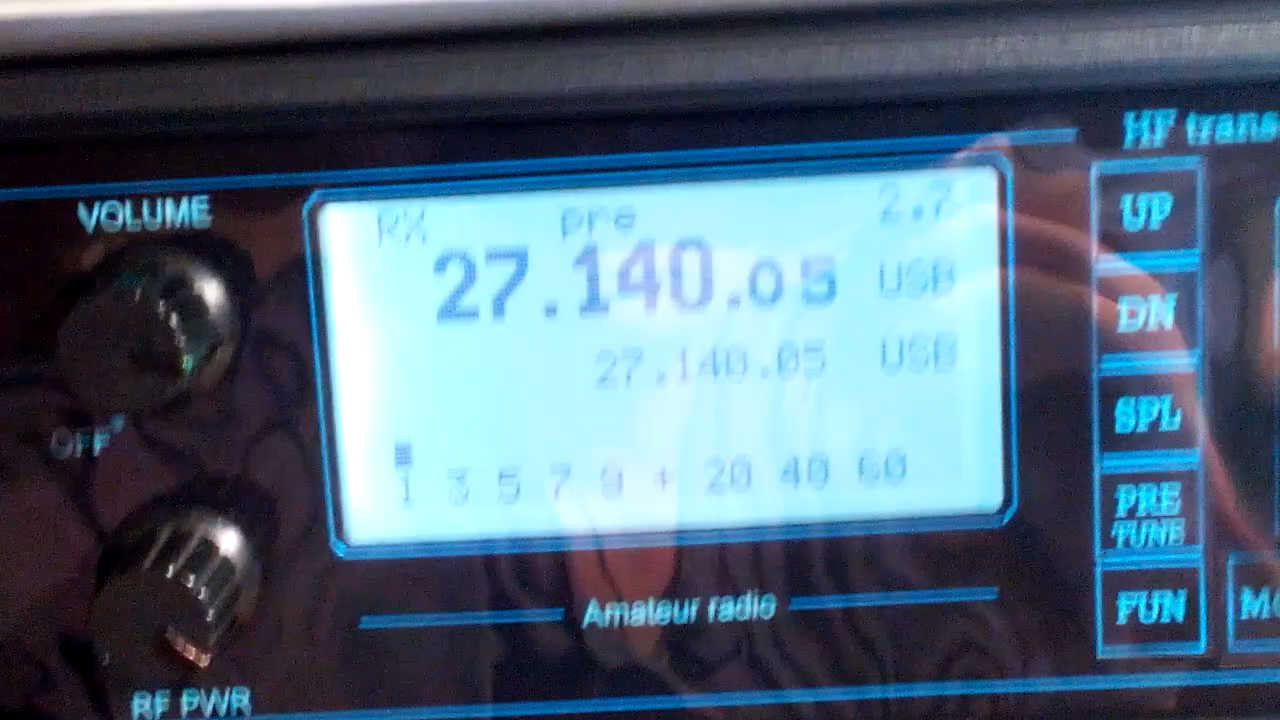 HF trans
VOLUME
RX pre 2.7
27.140.05 USB
27.140.05 USB
1 3 5 7 9 + 20 40 60
OFF
UP
DN
SPL
PRE
TUNE
FUN
Amateur radio
RF PWR